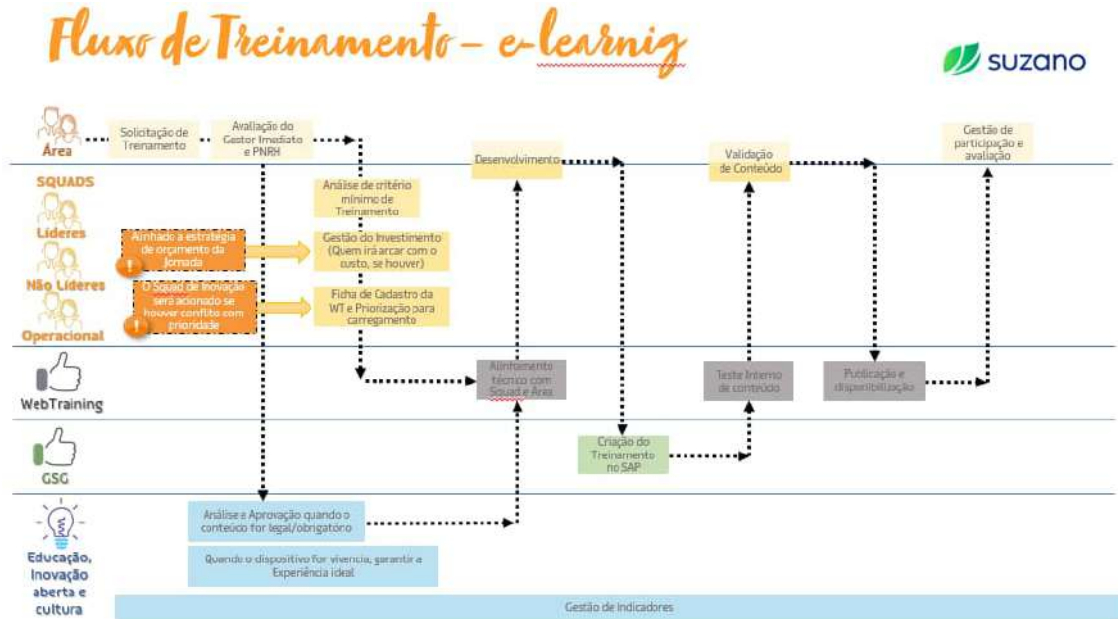 Fluxo de Treinamento – e-learnig
suzano
Área
Solicitação de
Treinamento
Avaliação do
Gestor Imediato
e PNRH
Desenvolvimento
Validação
de Conteúdo
Gestão de
participação e
avaliação
SQUADS
Líderes
Não Líderes
Operacional
Análise de critério
mínimo de
Treinamento
Alinhado a estratégia
de orçamento da
Jornada
!
Gestão do Investimento
(Quem irá arcar com o
custo, se houver)
O Squad de Inovação
será acionado se
houver conflito com
prioridade
!
Ficha de Cadastro da
WT e Priorização para
carregamento
WebTraining
Alinhamento
técnico com
Squad e Área
Teste Interno
de conteúdo
Publicação e
disponibilização
GSG
Criação do
Treinamento
no SAP
Educação,
Inovação
aberta e
cultura
Análise e Aprovação quando o
conteúdo for legal/obrigatório
Quando o dispositivo for vivencia, garantir a
Experiência ideal
Gestão de Indicadores